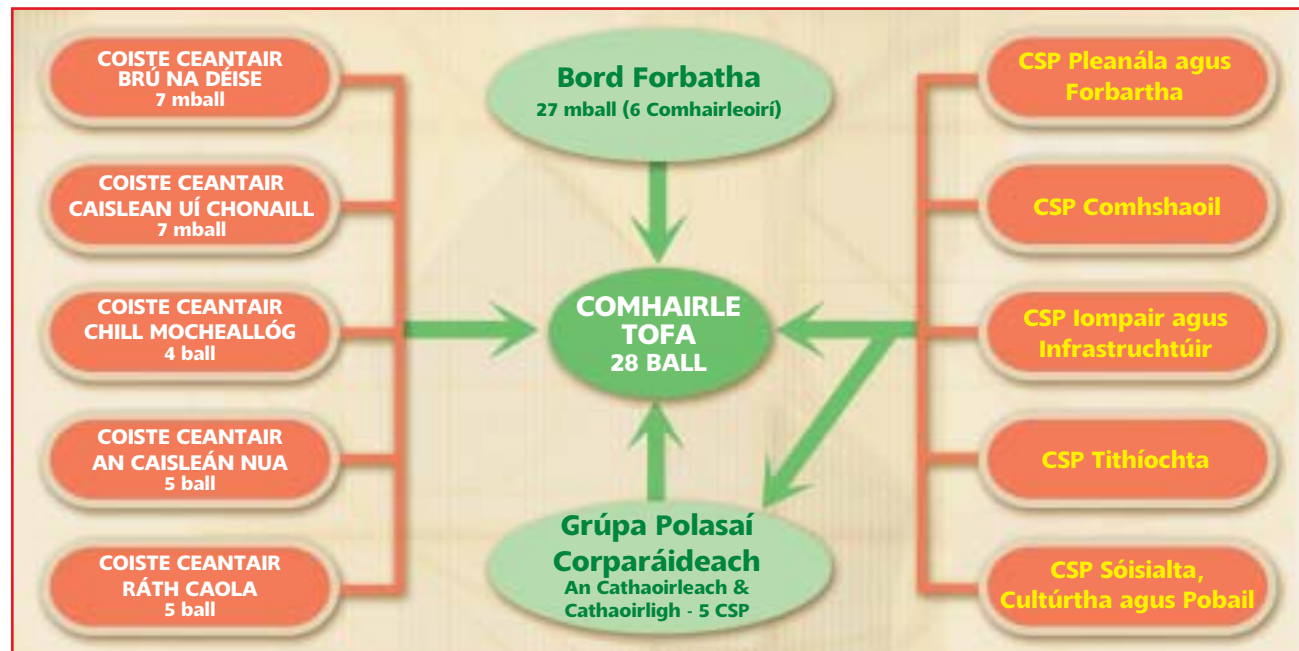 COISTE CEANTAIR
BRÚ NA DÉISE
7 mball
COISTE CEANTAIR
CAISLEAN UÍ CHONAILL
7 mball
COISTE CEANTAIR
CHILL MOCHEALLÓG
4 ball
COISTE CEANTAIR
AN CAISLEÁN NUA
5 ball
COISTE CEANTAIR
RÁTH CAOLA
5 ball
Bord Forbatha
27 mball (6 Comhairleoirí)
COMHAIRLE
TOFA
28 BALL
Grúpa Polasaí
Corparáideach
An Cathaoirleach &
Cathaoirligh - 5 CSP
CSP Pleanála agus
Forbartha
CSP Comhshaoil
CSP Iompair agus
Infrastruchtúir
CSP Tithíochta
CSP Sóisialta,
Cultúrtha agus Pobail